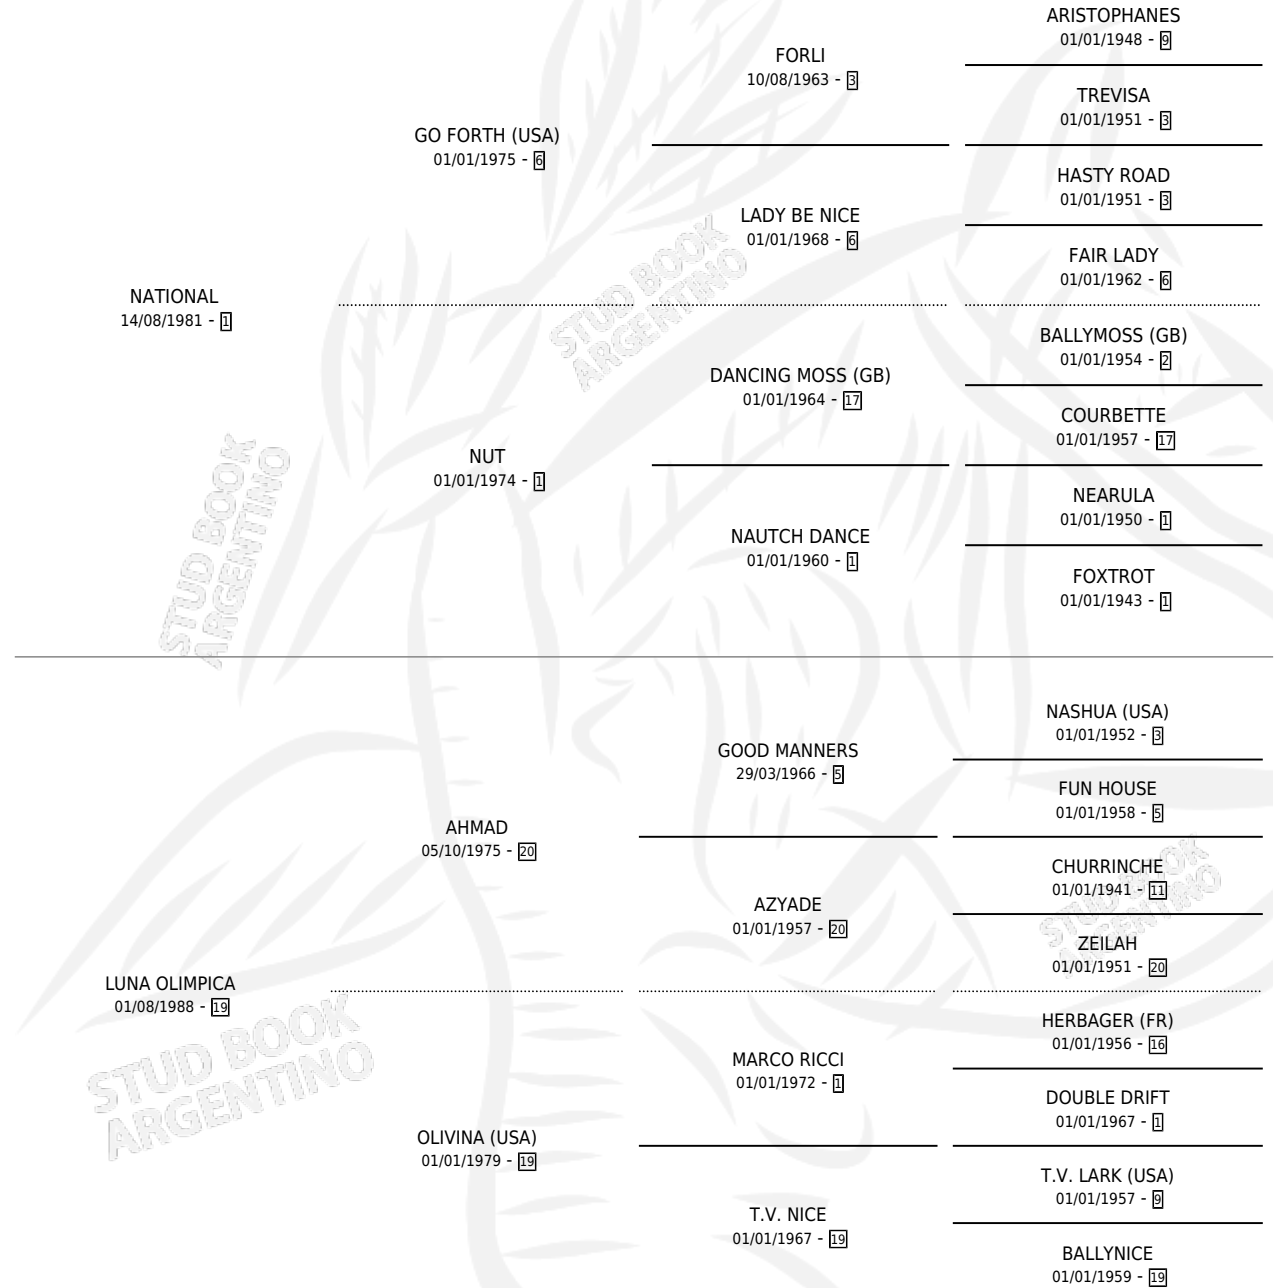 ARISTOPHANES
01/01/1948 - 9
FORLI
10/08/1963 - 3
TREVISA
01/01/1951 - 3
GO FORTH (USA)
01/01/1975 - 6
HASTY ROAD
01/01/1951 - 3
LADY BE NICE
01/01/1968 - 6
FAIR LADY
01/01/1962 - 6
NATIONAL
14/08/1981 - 1
BALLYMOSS (GB)
01/01/1954 - 2
DANCING MOSS (GB)
01/01/1964 - 17
COURBETTE
01/01/1957 - 17
NUT
01/01/1974 - 1
NEARULA
01/01/1950 - 1
NAUTCH DANCE
01/01/1960 - 1
FOXTROT
01/01/1943 - 1
STUD BOOK
ARGENTINO
STUD BOOK
ARGENTINO
NASHUA (USA)
01/01/1952 - 3
GOOD MANNERS
29/03/1966 - 5
FUN HOUSE
01/01/1958 - 5
AHMAD
05/10/1975 - 20
CHURRINCHE
01/01/1941 - 11
AZYADE
01/01/1957 - 20
ZEILAH
01/01/1951 - 20
STUD BOOK
ARGENTINO
LUNA OLIMPICA
01/08/1988 - 19
HERBAGER (FR)
01/01/1956 - 16
MARCO RICCI
01/01/1972 - 1
DOUBLE DRIFT
01/01/1967 - 1
STUD BOOK
ARGENTINO
OLIVINA (USA)
01/01/1979 - 19
T.V. LARK (USA)
01/01/1957 - 9
T.V. NICE
01/01/1967 - 19
BALLYNICE
01/01/1959 - 19